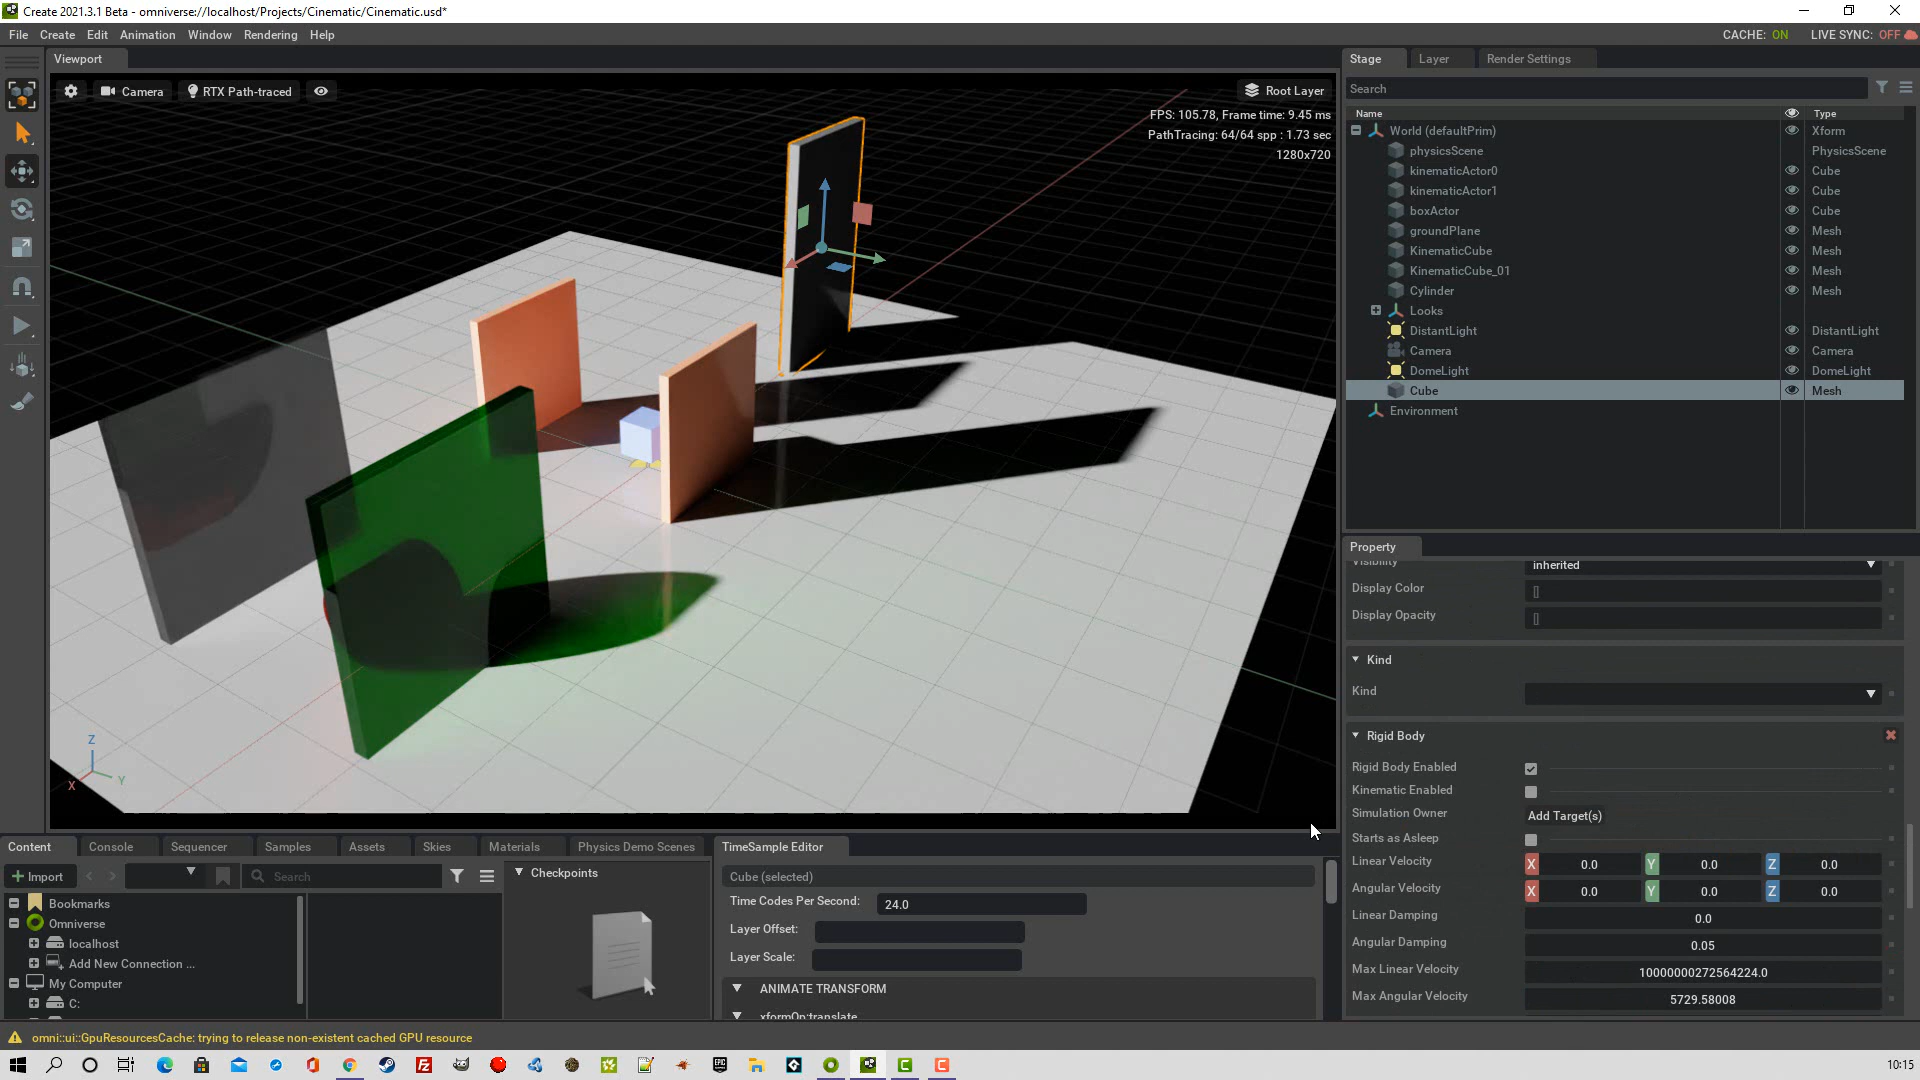 Create 2021.3.1 Beta - omniverse://localhost/Projects/Cinematic/Cinematic.usd*
File Create Edit Animation Window Rendering Help
CACHE: ON LIVE SYNC: OFF
Viewport
Camera RTX Path-traced
Root Layer
FPS: 105.78, Frame time: 9.45 ms
PathTracing: 64/64 spp : 1.73 sec
1280x720
Z
X Y
Stage Layer Render Settings
Search
Name Type
World (defaultPrim) Xform
physicsScene PhysicsScene
kinematicActor0 Cube
kinematicActor1 Cube
boxActor Cube
groundPlane Mesh
KinematicCube Mesh
KinematicCube_01 Mesh
Cylinder Mesh
Looks
DistantLight DistantLight
Camera Camera
DomeLight DomeLight
Cube Mesh
Environment
Property
Visibility inherited
Display Color []
Display Opacity []
Kind
Kind
Rigid Body
Rigid Body Enabled
Kinematic Enabled
Simulation Owner Add Target(s)
Starts as Asleep
Linear Velocity X 0.0 Y 0.0 Z 0.0
Angular Velocity X 0.0 Y 0.0 Z 0.0
Linear Damping 0.0
Angular Damping 0.05
Max Linear Velocity 10000000272564224.0
Max Angular Velocity 5729.58008
Content Console Sequencer Samples Assets Skies Materials Physics Demo Scenes
Import Search
Bookmarks
Omniverse
localhost
Add New Connection ...
My Computer
C:
Checkpoints
TimeSample Editor
Cube (selected)
Time Codes Per Second: 24.0
Layer Offset:
Layer Scale:
ANIMATE TRANSFORM
xformOp:translate
omni::ui::GpuResourcesCache: trying to release non-existent cached GPU resource
10:15